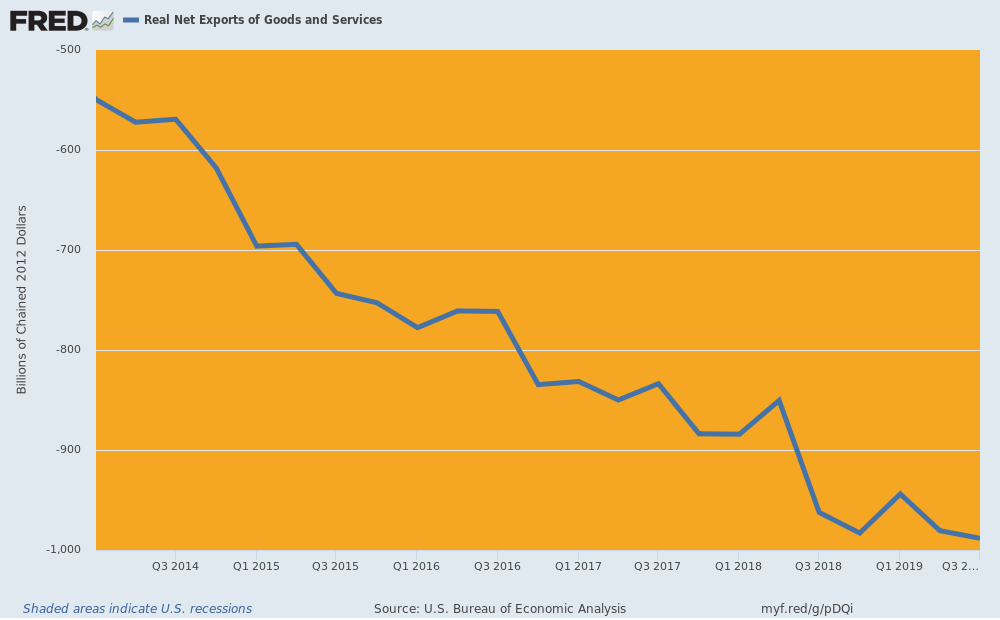 FRED
Real Net Exports of Goods and Services
-500
-600
-700
-800
-900
-1,000
Billions of Chained 2012 Dollars
Q3 2014 Q1 2015 Q3 2015 Q1 2016 Q3 2016 Q1 2017 Q3 2017 Q1 2018 Q3 2018 Q1 2019 Q3 2...
Shaded areas indicate U.S. recessions Source: U.S. Bureau of Economic Analysis myf.red/g/pDQi